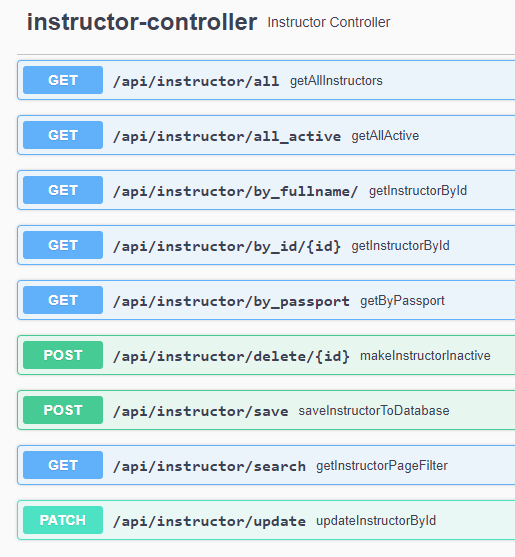 instructor-controller Instructor Controller
GET /api/instructor/all getAllInstructors
GET /api/instructor/all_active getAllActive
GET /api/instructor/by_fullname/ getInstructorById
GET /api/instructor/by_id/{id} getInstructorById
GET /api/instructor/by_passport getByPassport
POST /api/instructor/delete/{id} makeInstructorInactive
POST /api/instructor/save saveInstructorToDatabase
GET /api/instructor/search getInstructorPageFilter
PATCH /api/instructor/update updateInstructorById